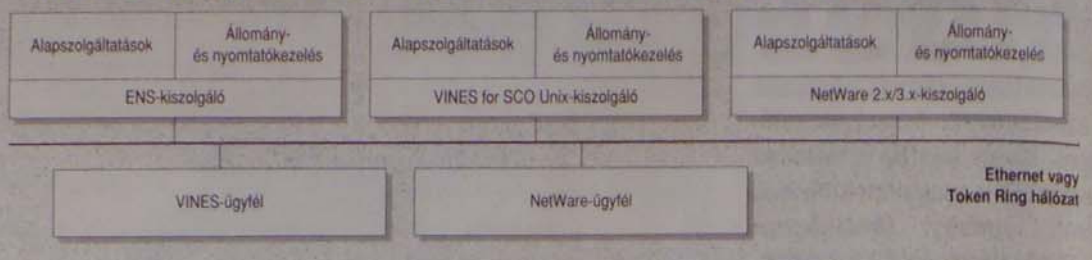 Alapszolgáltatások
Állomány-
és nyomtatókezelés
ENS-kiszolgáló
Alapszolgáltatások
Állomány-
és nyomtatókezelés
VINES for SCO Unix-kiszolgáló
Alapszolgáltatások
Állomány-
és nyomtatókezelés
NetWare 2.x/3.x-kiszolgáló
VINES-ügyfél
NetWare-ügyfél
Ethernet vagy
Token Ring hálózat